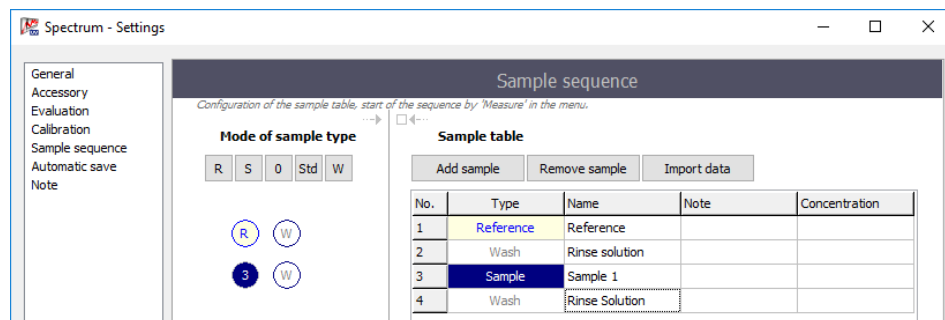 Spectrum - Settings
General
Accessory
Evaluation
Calibration
Sample sequence
Automatic save
Note
Sample sequence
Configuration of the sample table, start of the sequence by 'Measure' in the menu.
Mode of sample type
R S 0 Std W
R W
3 W
Sample table
Add sample Remove sample Import data
No. Type Name Note Concentration
1 Reference Reference
2 Wash Rinse solution
3 Sample Sample 1
4 Wash Rinse Solution